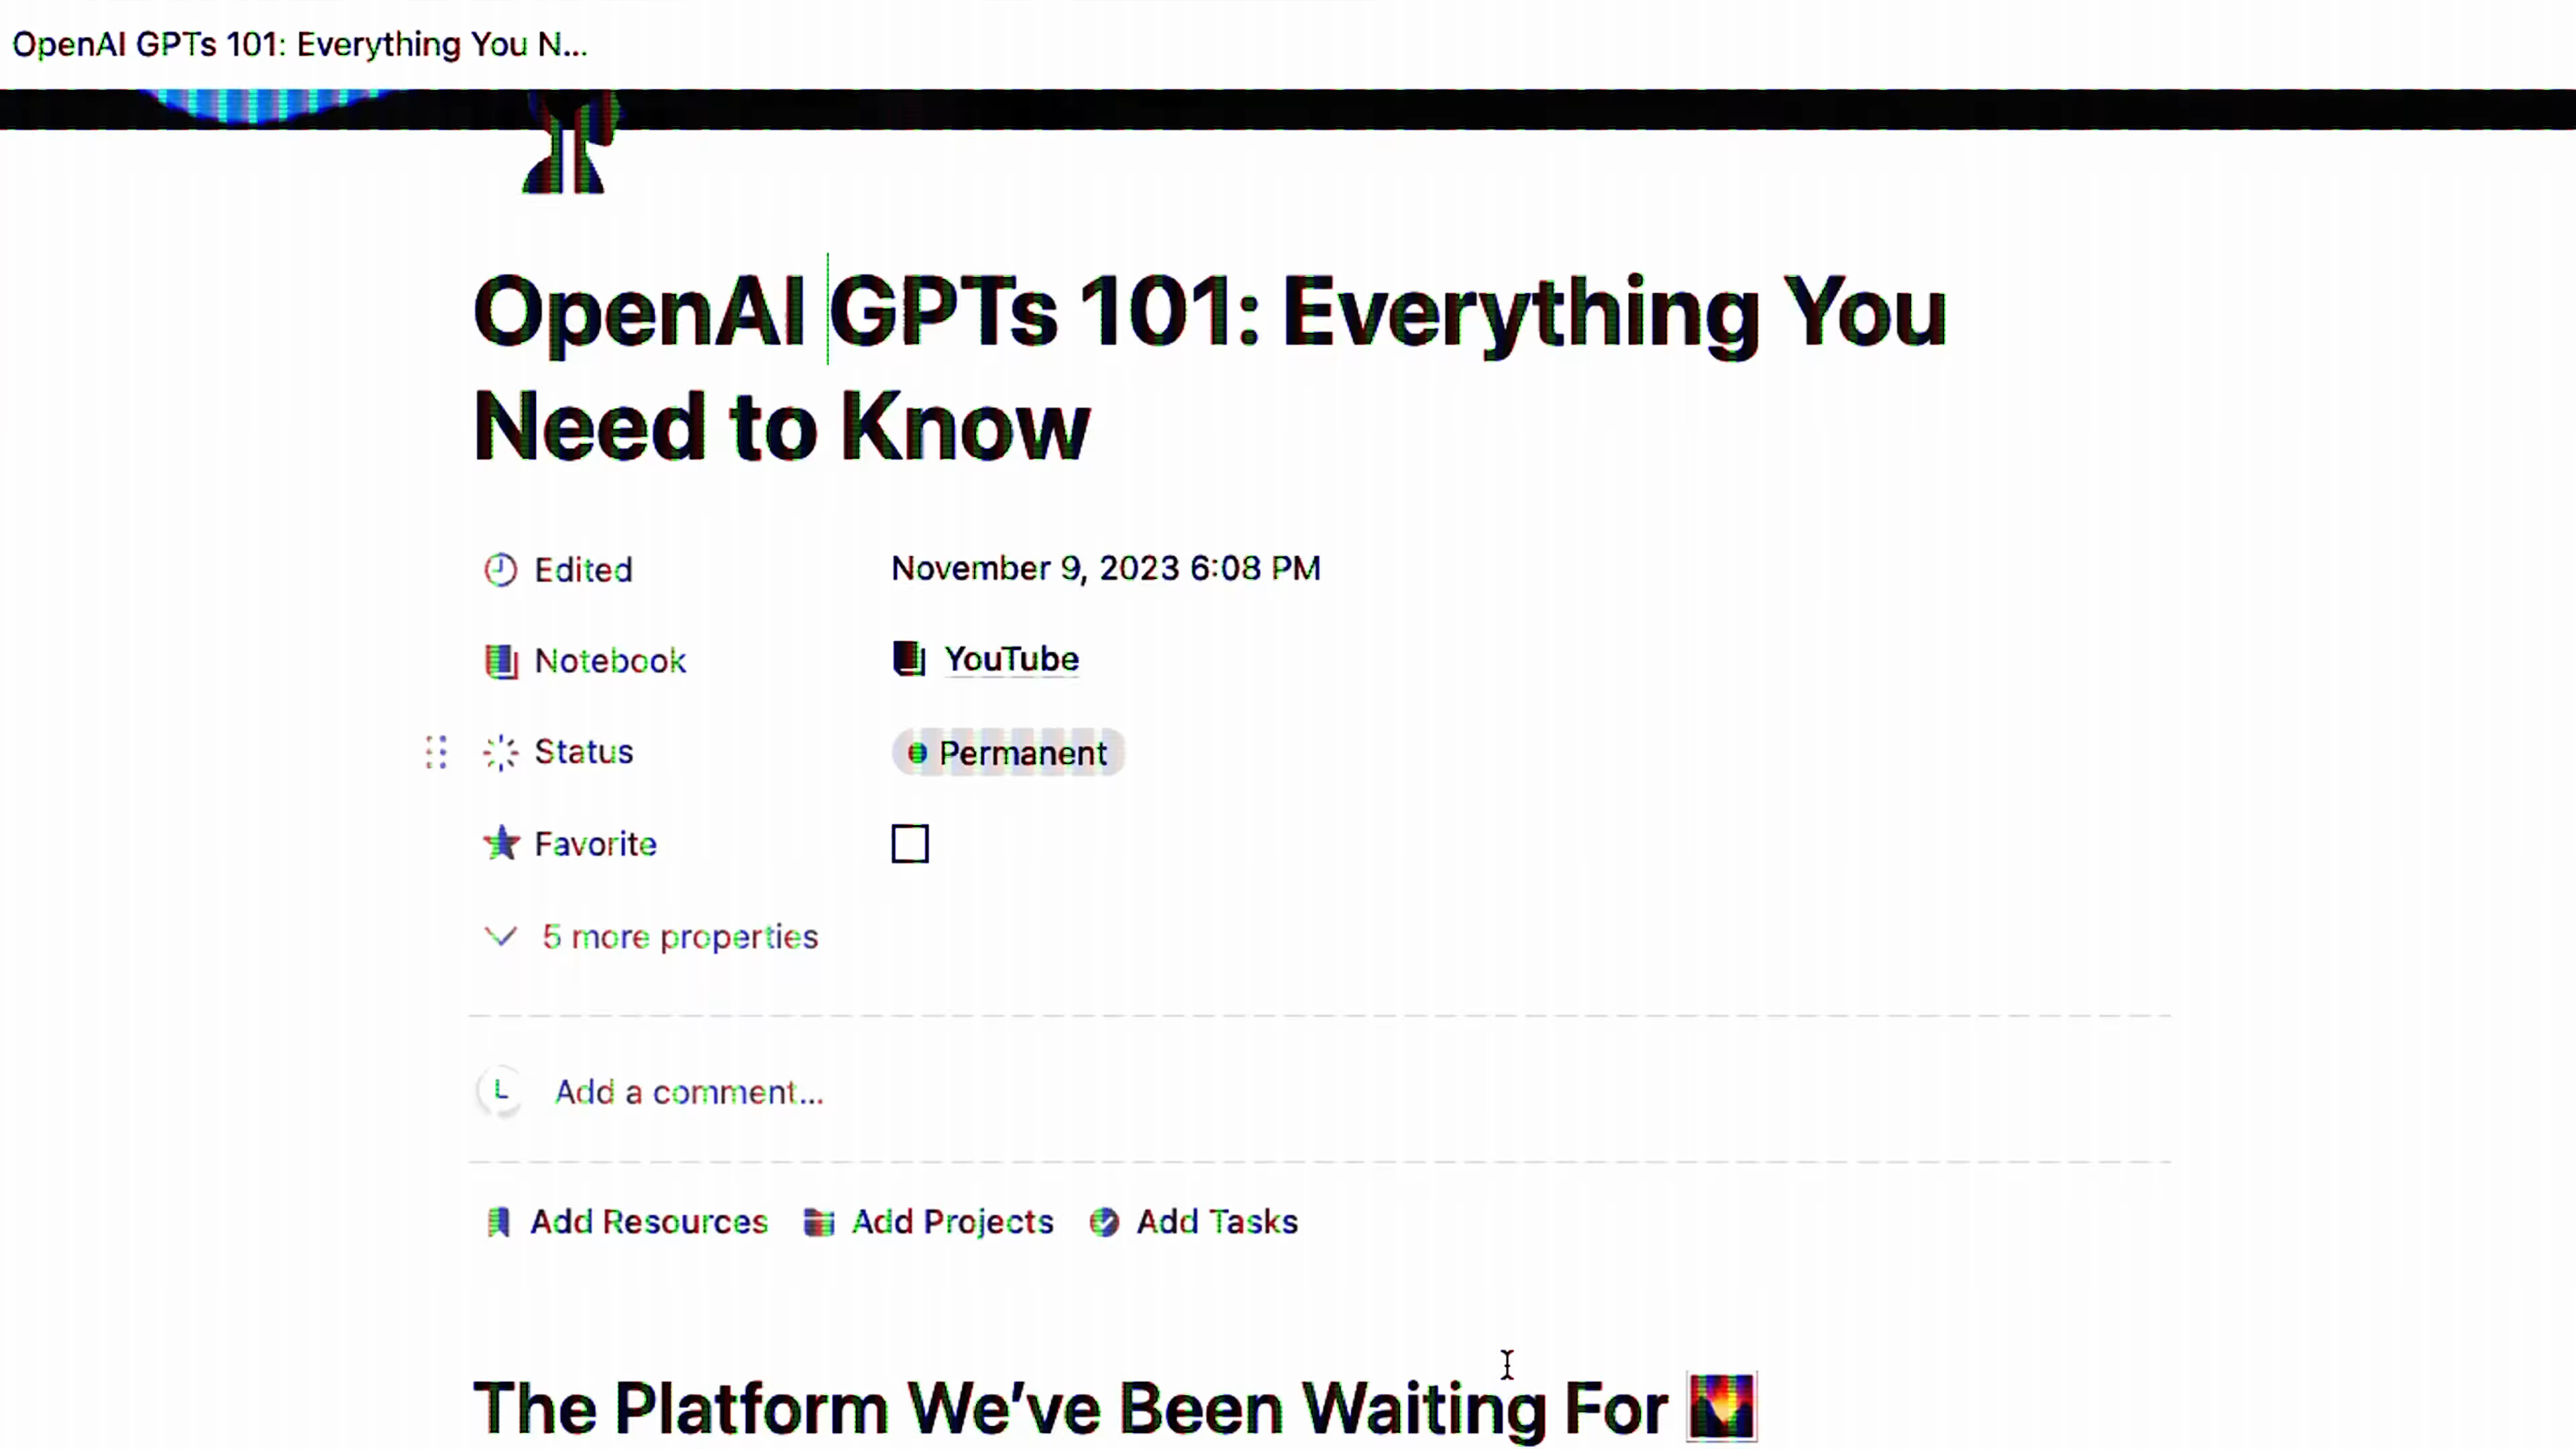 OpenAI GPTs 101: Everything You N...
OpenAI GPTs 101: Everything You
Need to Know
Edited November 9, 2023 6:08 PM
Notebook YouTube
Status Permanent
Favorite
5 more properties
L Add a comment...
Add Resources Add Projects Add Tasks
The Platform We’ve Been Waiting For